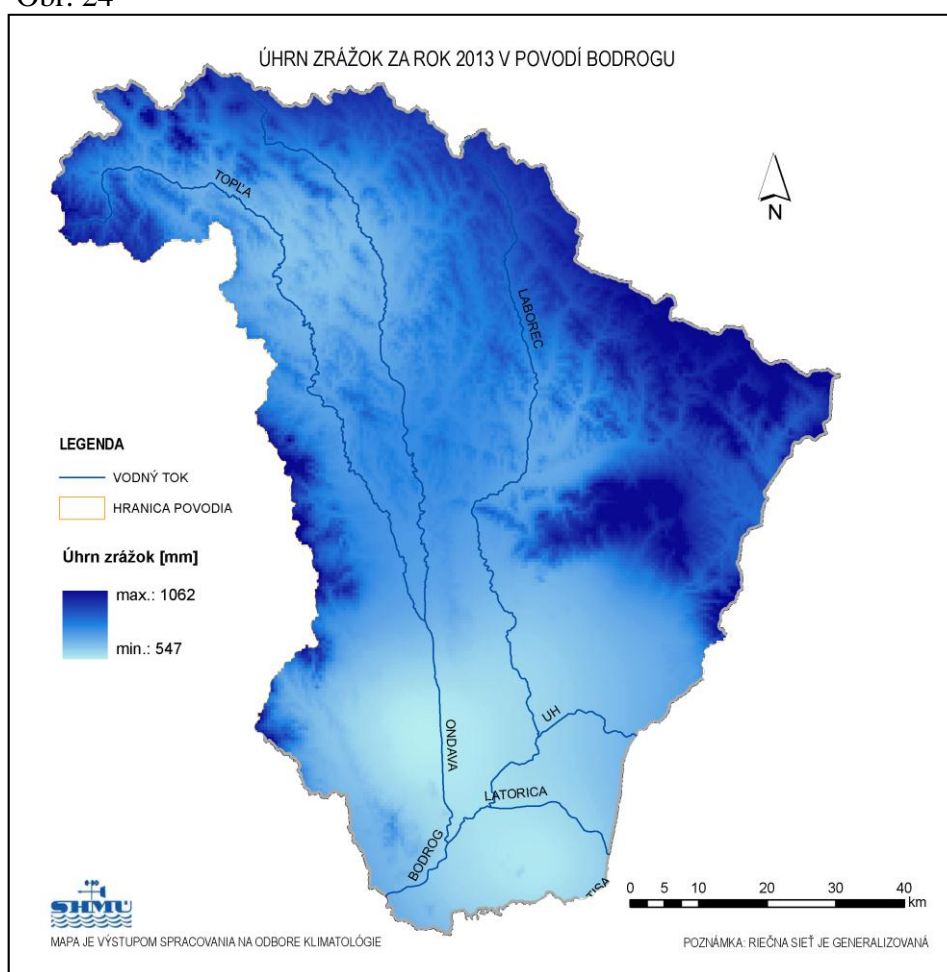 Obr. 24
ÚHRN ZRÁŽOK ZA ROK 2013 V POVODÍ BODROGU
TOPĽA
N
LABOREC
LEGENDA
VODNÝ TOK
HRANICA POVODIA
Úhrn zrážok [mm]
max.: 1062
min.: 547
ONDAVA
UH
LATORICA
BODROG
TISA
0 5 10 20 30 40
km
SHMÚ
MAPA JE VÝSTUPOM SPRACOVANIA NA ODBORE KLIMATOLÓGIE
POZNÁMKA: RIEČNA SIEŤ JE GENERALIZOVANÁ